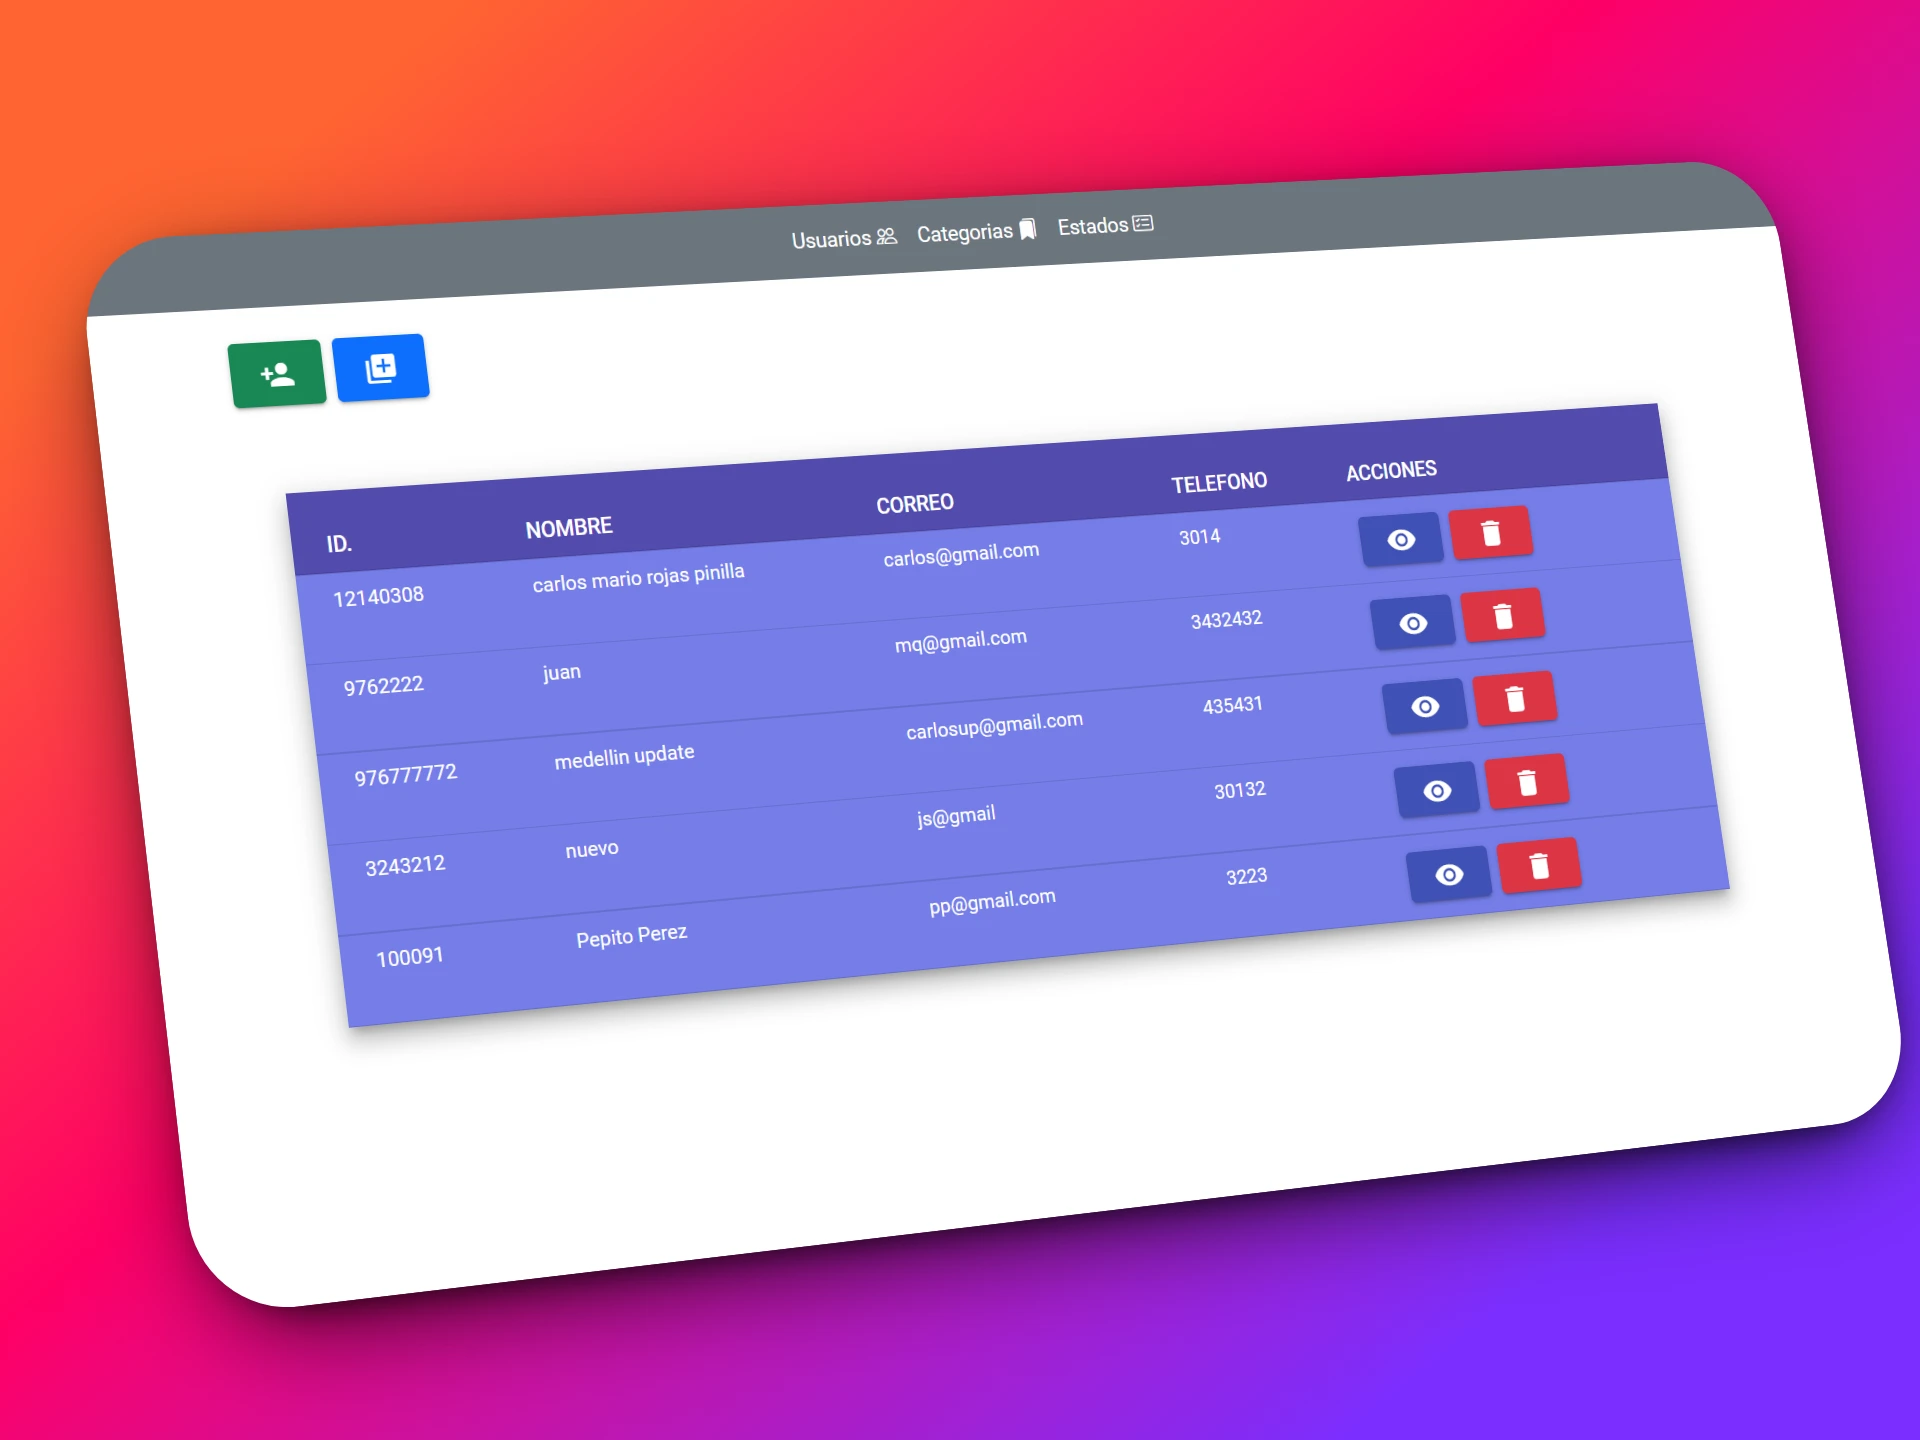 Usuarios Categorias Estados
ID. NOMBRE CORREO TELEFONO ACCIONES
12140308 carlos mario rojas pinilla carlos@gmail.com 3014
9762222 juan mq@gmail.com 3432432
976777772 medellin update carlosup@gmail.com 435431
3243212 nuevo js@gmail 30132
100091 Pepito Perez pp@gmail.com 3223